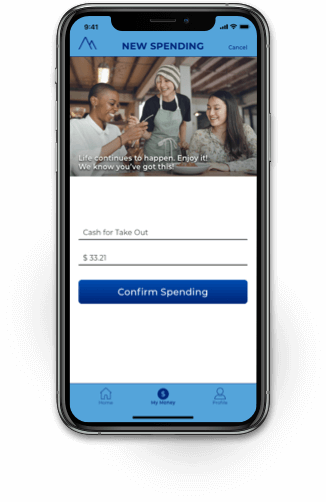 9:41
NEW SPENDING
Cancel
Life continues to happen. Enjoy it!
We know you've got this!
Cash for Take Out
$ 33.21
Confirm Spending
$
Home
My Money
Profile